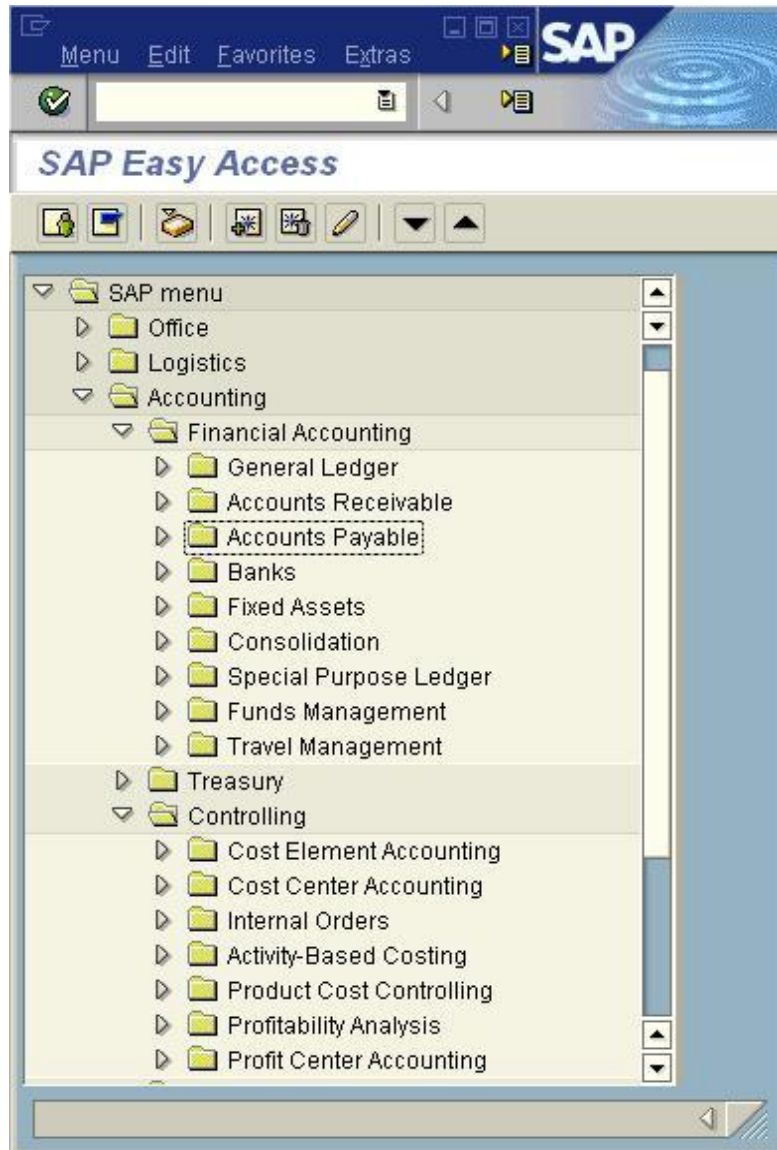 SAP
Menu Edit Favorites Extras
SAP Easy Access
SAP menu
Office
Logistics
Accounting
Financial Accounting
General Ledger
Accounts Receivable
Accounts Payable
Banks
Fixed Assets
Consolidation
Special Purpose Ledger
Funds Management
Travel Management
Treasury
Controlling
Cost Element Accounting
Cost Center Accounting
Internal Orders
Activity-Based Costing
Product Cost Controlling
Profitability Analysis
Profit Center Accounting